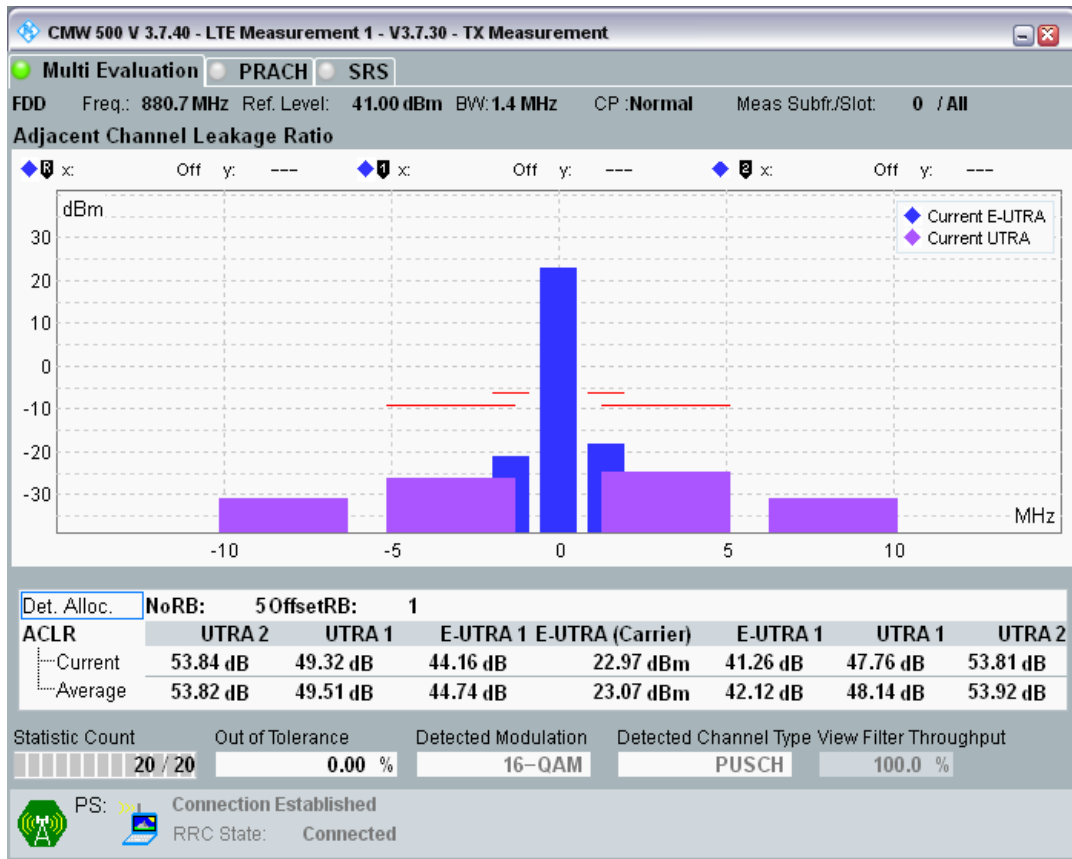 CMW 500 V 3.7.40 - LTE Measurement 1 - V3.7.30 - TX Measurement
Multi Evaluation PRACH SRS
FDD Freq.: 880.7 MHz Ref. Level: 41.00 dBm BW: 1.4 MHz CP :Normal Meas Subfr./Slot: 0 / All
Adjacent Channel Leakage Ratio
R x: Off y: --- 1 x: Off y: --- 2 x: Off y: ---
dBm
Current E-UTRA
Current UTRA
30
20
10
0
-10
-20
-30
MHz
-10 -5 0 5 10
Det. Alloc. NoRB: 5 OffsetRB: 1
ACLR UTRA 2 UTRA 1 E-UTRA 1 E-UTRA (Carrier) E-UTRA 1 UTRA 1 UTRA 2
Current 53.84 dB 49.32 dB 44.16 dB 22.97 dBm 41.26 dB 47.76 dB 53.81 dB
Average 53.82 dB 49.51 dB 44.74 dB 23.07 dBm 42.12 dB 48.14 dB 53.92 dB
Statistic Count Out of Tolerance Detected Modulation Detected Channel Type View Filter Throughput
20 / 20 0.00 % 16-QAM PUSCH 100.0 %
PS: Connection Established
RRC State: Connected